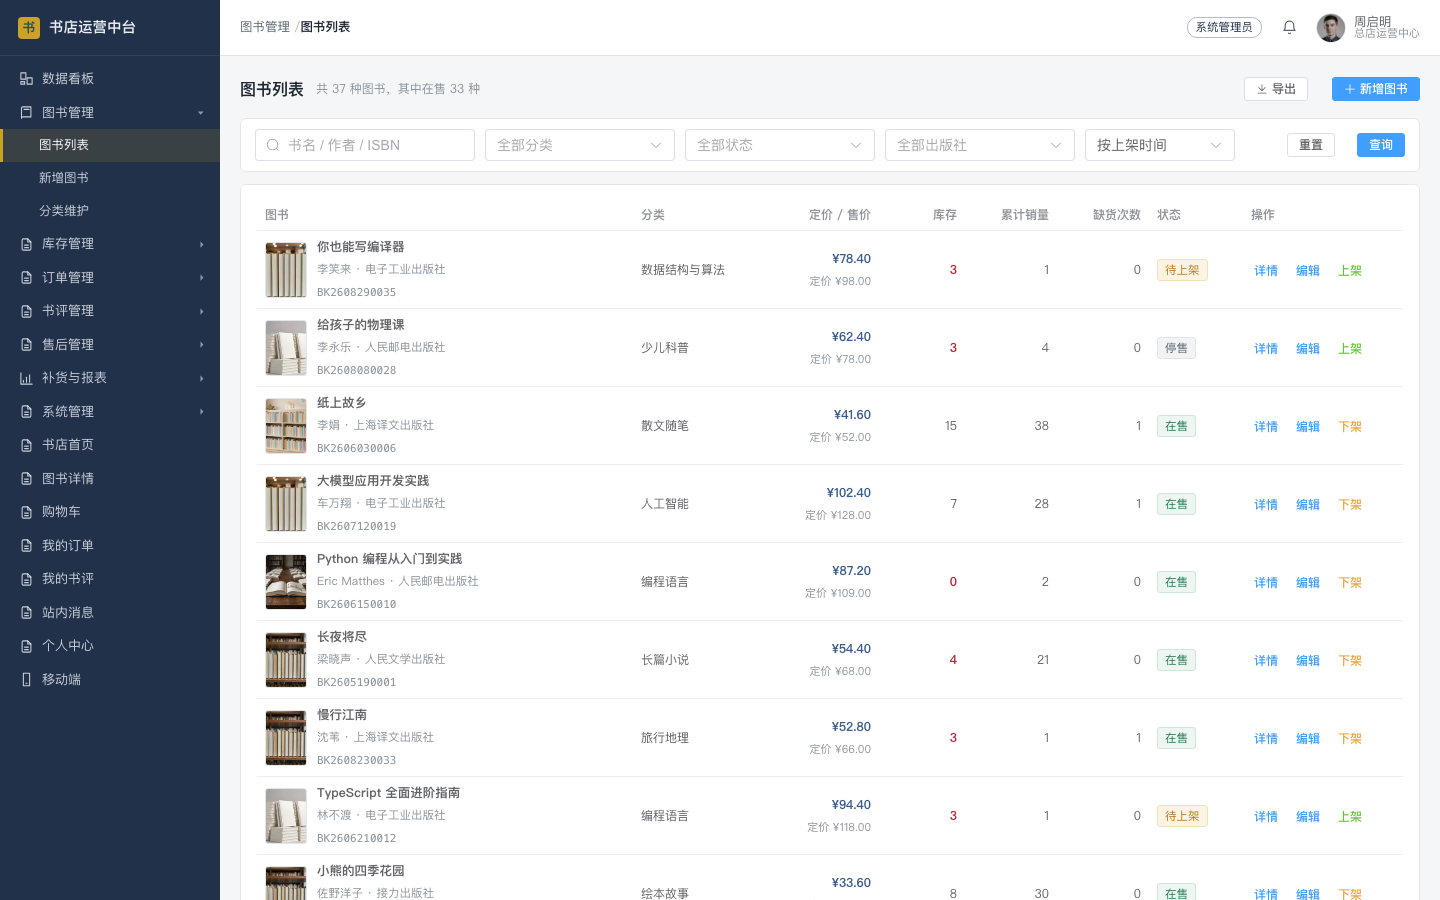 书 书店运营中台
数据看板
图书管理
图书列表
新增图书
分类维护
库存管理
订单管理
书评管理
售后管理
补货与报表
系统管理
书店首页
图书详情
购物车
我的订单
我的书评
站内消息
个人中心
移动端
图书管理 / 图书列表
系统管理员
周启明
总店运营中心
图书列表 共 37 种图书，其中在售 33 种
导出 新增图书
书名 / 作者 / ISBN 全部分类 全部状态 全部出版社 按上架时间 重置 查询
图书 分类 定价 / 售价 库存 累计销量 缺货次数 状态 操作
你也能写编译器
李笑来 · 电子工业出版社
BK2608290035
数据结构与算法
¥78.40
定价 ¥98.00
3 1 0 待上架 详情 编辑 上架
给孩子的物理课
李永乐 · 人民邮电出版社
BK2608080028
少儿科普
¥62.40
定价 ¥78.00
3 4 0 停售 详情 编辑 上架
纸上故乡
李娟 · 上海译文出版社
BK2606030006
散文随笔
¥41.60
定价 ¥52.00
15 38 1 在售 详情 编辑 下架
大模型应用开发实践
车万翔 · 电子工业出版社
BK2607120019
人工智能
¥102.40
定价 ¥128.00
7 28 1 在售 详情 编辑 下架
Python 编程从入门到实践
Eric Matthes · 人民邮电出版社
BK2606150010
编程语言
¥87.20
定价 ¥109.00
0 2 0 在售 详情 编辑 下架
长夜将尽
梁晓声 · 人民文学出版社
BK2605190001
长篇小说
¥54.40
定价 ¥68.00
4 21 0 在售 详情 编辑 下架
慢行江南
沈苇 · 上海译文出版社
BK2608230033
旅行地理
¥52.80
定价 ¥66.00
3 1 1 在售 详情 编辑 下架
TypeScript 全面进阶指南
林不渡 · 电子工业出版社
BK2606210012
编程语言
¥94.40
定价 ¥118.00
3 1 0 待上架 详情 编辑 上架
小熊的四季花园
佐野洋子 · 接力出版社
绘本故事
¥33.60
8 30 0 在售 详情 编辑 下架